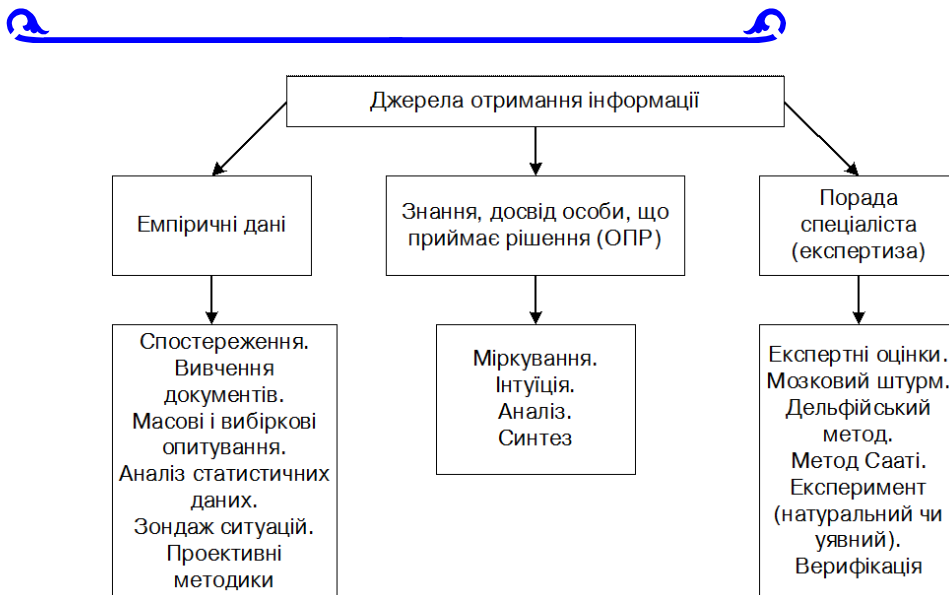 Джерела отримання інформації
Емпіричні дані
Знання, досвід особи, що
приймає рішення (ОПР)
Порада
спеціаліста
(експертиза)
Спостереження.
Вивчення
документів.
Масові і вибіркові
опитування.
Аналіз статистичних
даних.
Зондаж ситуацій.
Проективні
методики
Міркування.
Інтуїція.
Аналіз.
Синтез
Експертні оцінки.
Мозковий штурм.
Дельфійський
метод.
Метод Сааті.
Експеримент
(натуральний чи
уявний).
Верифікація